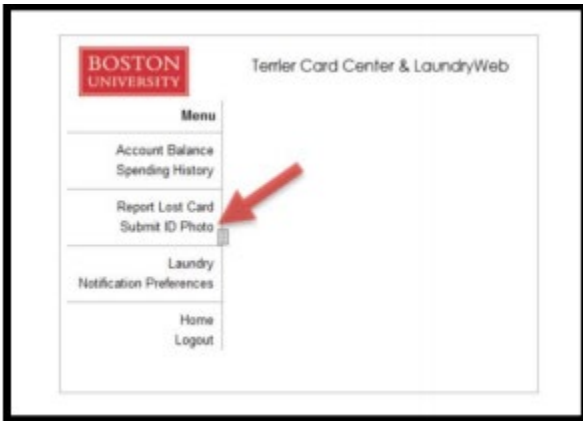 BOSTON
UNIVERSITY
Terrier Card Center & LaundryWeb
Menu
Account Balance
Spending History
Report Lost Card
Submit ID Photo
Laundry
Notification Preferences
Home
Logout